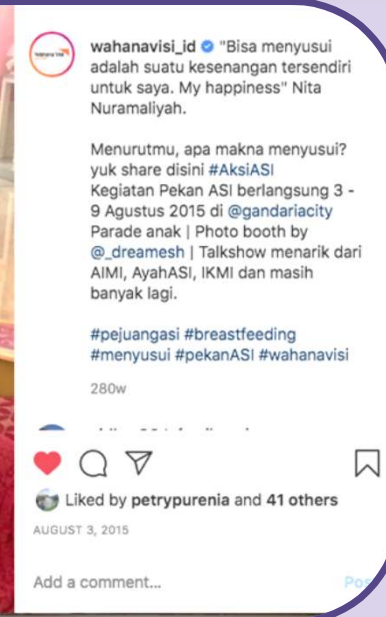 wahanavisi_id "Bisa menyusui
adalah suatu kesenangan tersendiri
untuk saya. My happiness" Nita
Nuramaliyah.
Menurutmu, apa makna menyusui?
yuk share disini #AksiASI
Kegiatan Pekan ASI berlangsung 3 -
9 Agustus 2015 di @gandariacity
Parade anak | Photo booth by
@_dreamesh | Talkshow menarik dari
AIMI, AyahASI, IKMI dan masih
banyak lagi.
#pejuangasi #breastfeeding
#menyusui #pekanASI #wahanavisi
280w
Liked by petrypurenia and 41 others
AUGUST 3, 2015
Add a comment...